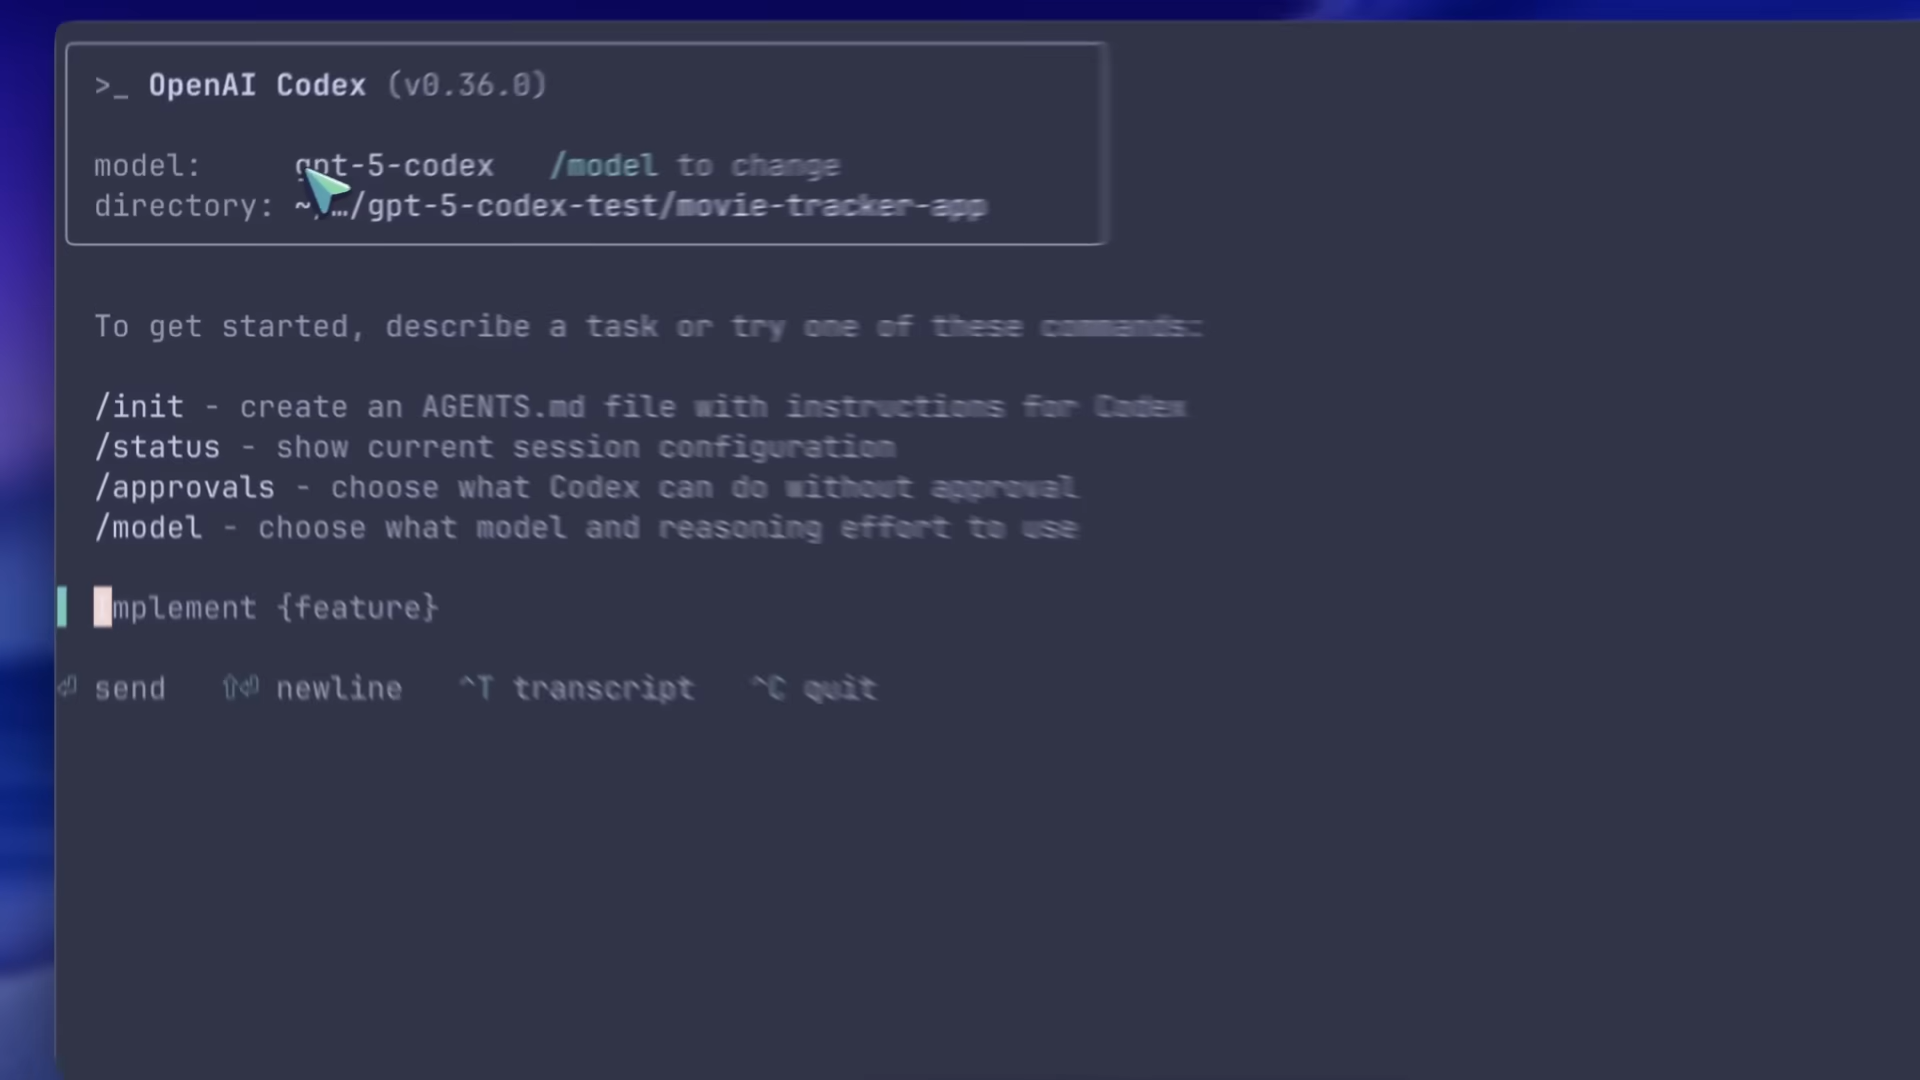 >_ OpenAI Codex (v0.36.0)
model: gpt-5-codex /model to change
directory: ~/…/gpt-5-codex-test/movie-tracker-app
To get started, describe a task or try one of these commands:
/init - create an AGENTS.md file with instructions for Codex
/status - show current session configuration
/approvals - choose what Codex can do without approval
/model - choose what model and reasoning effort to use
Implement {feature}
⏎ send ⇧⏎ newline ^T transcript ^C quit